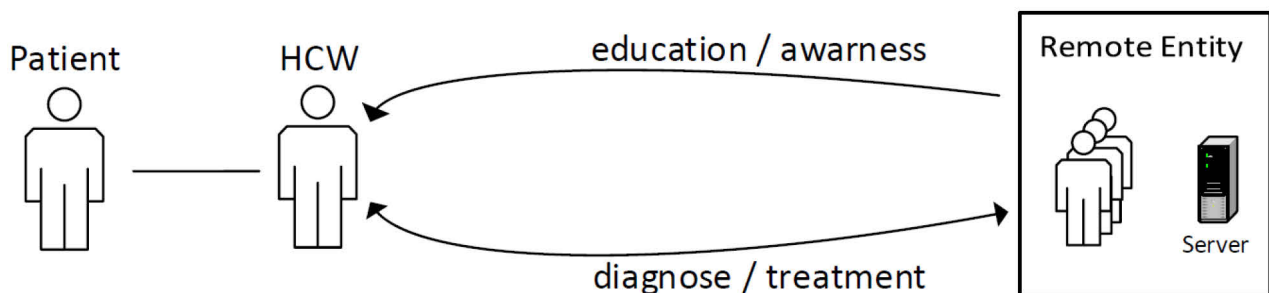 Patient
HCW
education / awarness
Remote Entity
Server
diagnose / treatment